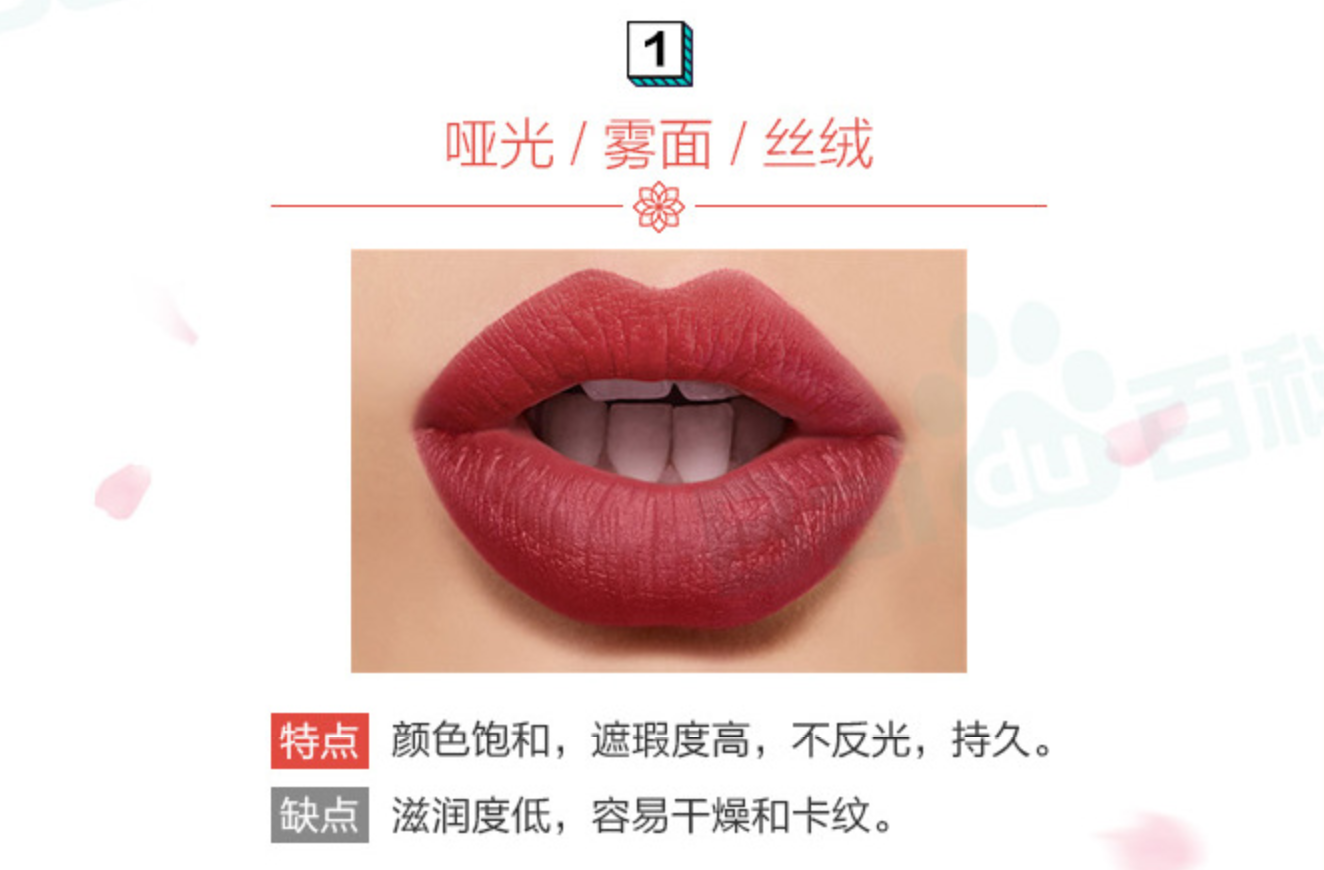 1
哑光 / 雾面 / 丝绒
du 百科
特点 颜色饱和，遮瑕度高，不反光，持久。
缺点 滋润度低，容易干燥和卡纹。